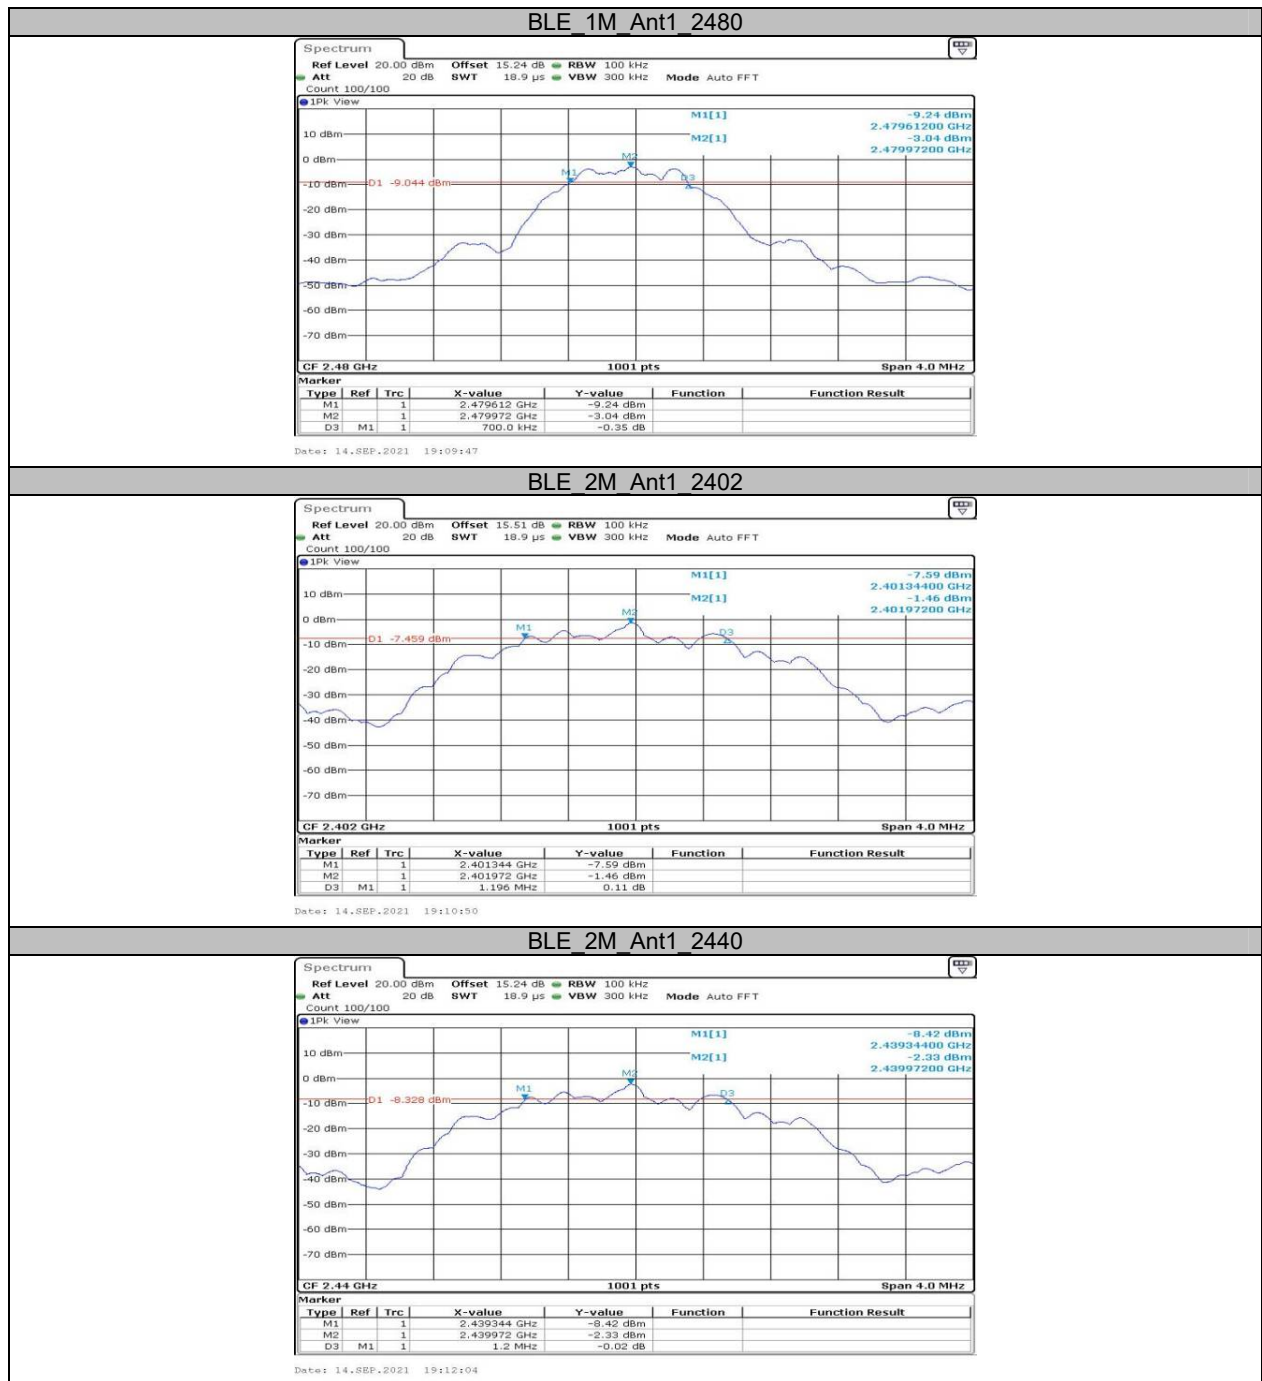 BLE_1M_Ant1_2480
Spectrum
Ref Level 20.00 dBm Offset 15.24 dB RBW 100 kHz
Att 20 dB SWT 18.9 µs VBW 300 kHz Mode Auto FFT
Count 100/100
1Pk View
M1[1] -9.24 dBm
2.47961200 GHz
10 dBm M2[1] -3.04 dBm
2.47997200 GHz
0 dBm M2
M1 D3
-10 dBm D1 -9.044 dBm
-20 dBm
-30 dBm
-40 dBm
-50 dBm
-60 dBm
-70 dBm
CF 2.48 GHz 1001 pts Span 4.0 MHz
Marker
Type Ref Trc X-value Y-value Function Function Result
M1 1 2.479612 GHz -9.24 dBm
M2 1 2.479972 GHz -3.04 dBm
D3 M1 1 700.0 kHz -0.35 dB
Date: 14.SEP.2021 19:09:47
BLE_2M_Ant1_2402
Spectrum
Ref Level 20.00 dBm Offset 15.51 dB RBW 100 kHz
Att 20 dB SWT 18.9 µs VBW 300 kHz Mode Auto FFT
Count 100/100
1Pk View
M1[1] -7.59 dBm
2.40134400 GHz
10 dBm M2[1] -1.46 dBm
2.40197200 GHz
0 dBm M2
M1 D3
D1 -7.459 dBm
-10 dBm
-20 dBm
-30 dBm
-40 dBm
-50 dBm
-60 dBm
-70 dBm
CF 2.402 GHz 1001 pts Span 4.0 MHz
Marker
Type Ref Trc X-value Y-value Function Function Result
M1 1 2.401344 GHz -7.59 dBm
M2 1 2.401972 GHz -1.46 dBm
D3 M1 1 1.196 MHz 0.11 dB
Date: 14.SEP.2021 19:10:50
BLE_2M_Ant1_2440
Spectrum
Ref Level 20.00 dBm Offset 15.24 dB RBW 100 kHz
Att 20 dB SWT 18.9 µs VBW 300 kHz Mode Auto FFT
Count 100/100
1Pk View
M1[1] -8.42 dBm
2.43934400 GHz
10 dBm M2[1] -2.33 dBm
2.43997200 GHz
0 dBm M2
M1 D3
-10 dBm D1 -8.328 dBm
-20 dBm
-30 dBm
-40 dBm
-50 dBm
-60 dBm
-70 dBm
CF 2.44 GHz 1001 pts Span 4.0 MHz
Marker
Type Ref Trc X-value Y-value Function Function Result
M1 1 2.439344 GHz -8.42 dBm
M2 1 2.439972 GHz -2.33 dBm
D3 M1 1 1.2 MHz -0.02 dB
Date: 14.SEP.2021 19:12:04